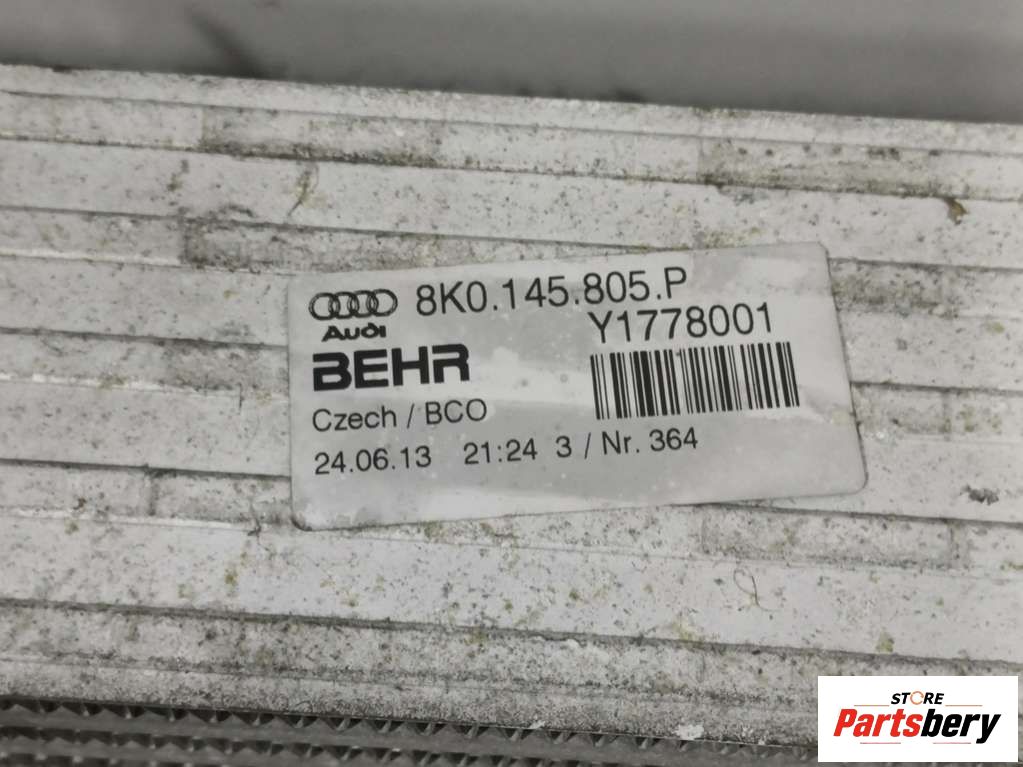 8K0.145.805.P
Audi
Y1778001
BEHR
Czech / BCO
24.06.13 21:24 3 / Nr. 364
STORE
Partsbery